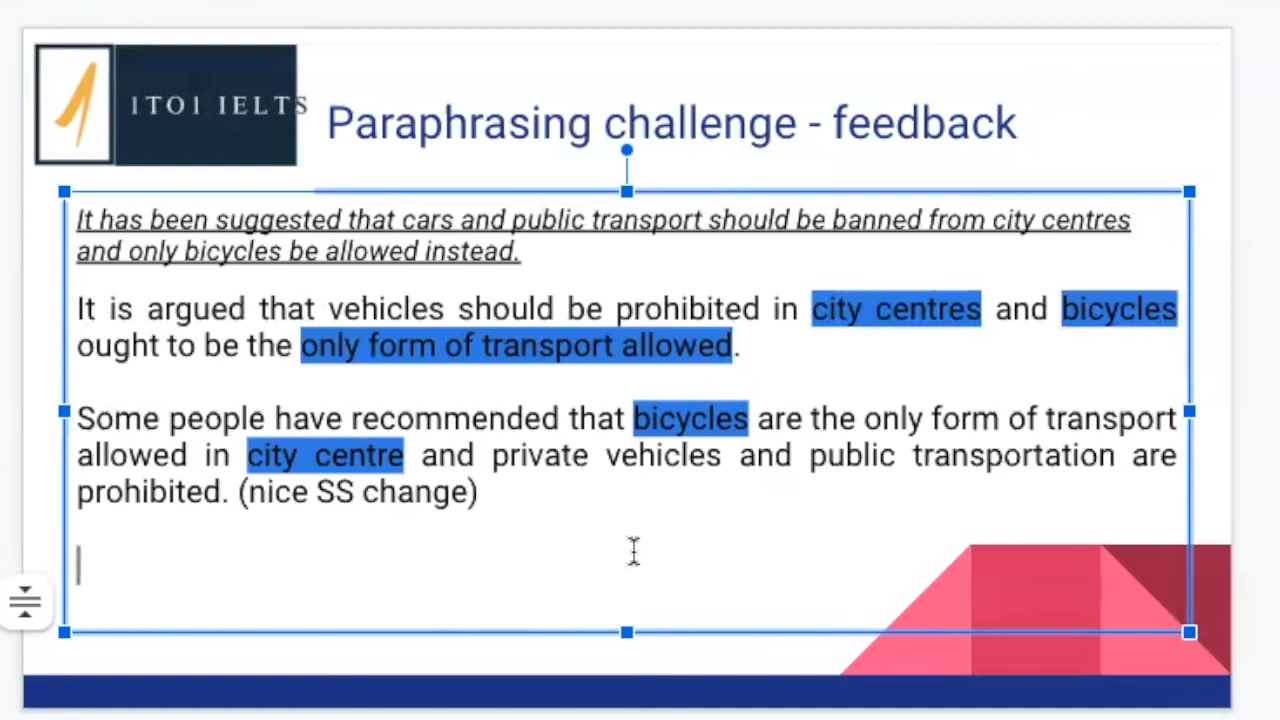 1TO1 IELTS
Paraphrasing challenge - feedback
It has been suggested that cars and public transport should be banned from city centres
and only bicycles be allowed instead.
It is argued that vehicles should be prohibited in city centres and bicycles
ought to be the only form of transport allowed.
Some people have recommended that bicycles are the only form of transport
allowed in city centre and private vehicles and public transportation are
prohibited. (nice SS change)